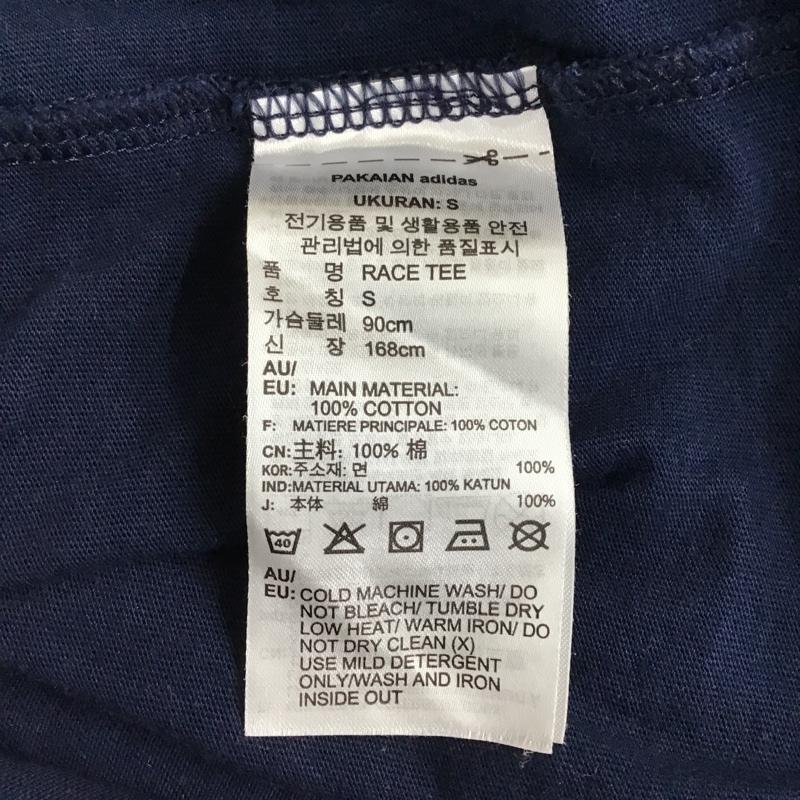 PAKAIAN adidas
UKURAN: S
전기용품 및 생활용품 안전
관리법에 의한 품질표시
품 명 RACE TEE
호 칭 S
가슴둘레 90cm
신 장 168cm
AU/
EU: MAIN MATERIAL:
100% COTTON
F: MATIERE PRINCIPALE: 100% COTON
CN:主料: 100% 棉
KOR:주소재: 면 100%
IND:MATERIAL UTAMA: 100% KATUN
J: 本体 綿 100%
40
AU/
EU: COLD MACHINE WASH/ DO
NOT BLEACH/ TUMBLE DRY
LOW HEAT/ WARM IRON/ DO
NOT DRY CLEAN (X)
USE MILD DETERGENT
ONLY/WASH AND IRON
INSIDE OUT